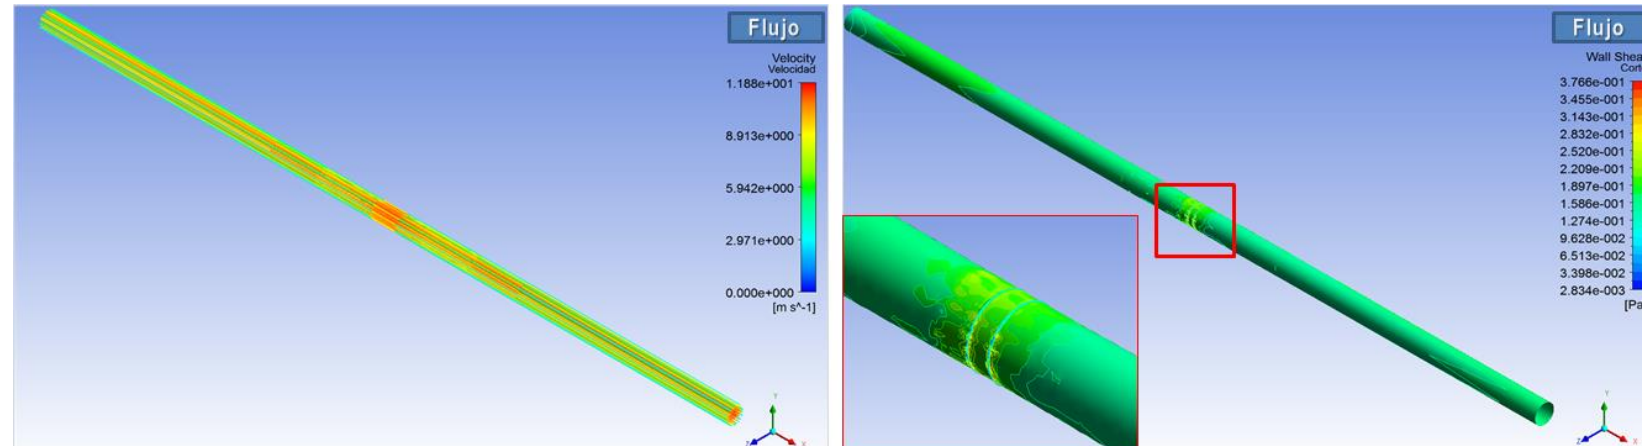 Flujo
Velocity
Velocidad
1.188e+001
8.913e+000
5.942e+000
2.971e+000
0.000e+000
[m s^-1]
Y
Z
X
Flujo
Wall Shea
Cort
3.766e-001
3.455e-001
3.143e-001
2.832e-001
2.520e-001
2.209e-001
1.897e-001
1.586e-001
1.274e-001
9.628e-002
6.513e-002
3.398e-002
2.834e-003
[Pa
Y
Z
X